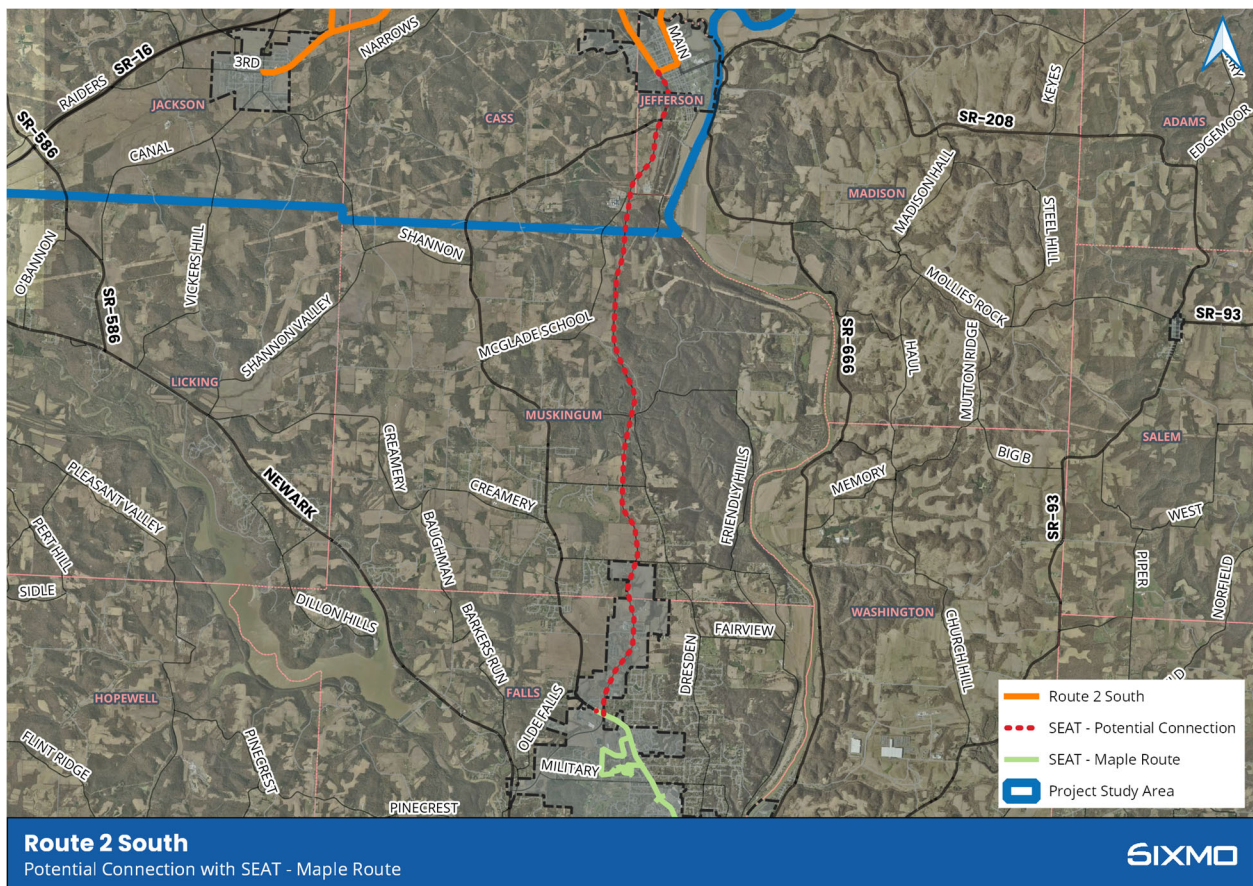 NARROWS
MAIN
3RD
SR-16
RAIDERS
KEYES
JACKSON
JEFFERSON
CASS
SR-208
ADAMS
EDGEMOOR
SR-586
CANAL
MADISON
MADISON HALL
STEEL HILL
O'BANNON
VICKERS HILL
SHANNON
MOLLIES ROCK
SR-586
SHANNON VALLEY
MCGLADE SCHOOL
SR-666
HAUL
MUTTON RIDGE
SR-93
LICKING
MUSKINGUM
SALEM
CREAMERY
CREAMERY
BIG B
MEMORY
PLEASANT VALLEY
NEWARK
BAUGHMAN
FRIENDLY HILLS
SR-93
WEST
PERT HILL
PIPER
NORFIELD
SIDLE
DILLON HILLS
BARKERS RUN
FAIRVIEW
WASHINGTON
CHURCH HILL
DRESDEN
HOPEWELL
FALLS
OLDE FALLS
FLINT RIDGE
PINECREST
MILITARY
PINECREST
Route 2 South
SEAT - Potential Connection
SEAT - Maple Route
Project Study Area
Route 2 South
Potential Connection with SEAT - Maple Route
SIXMO